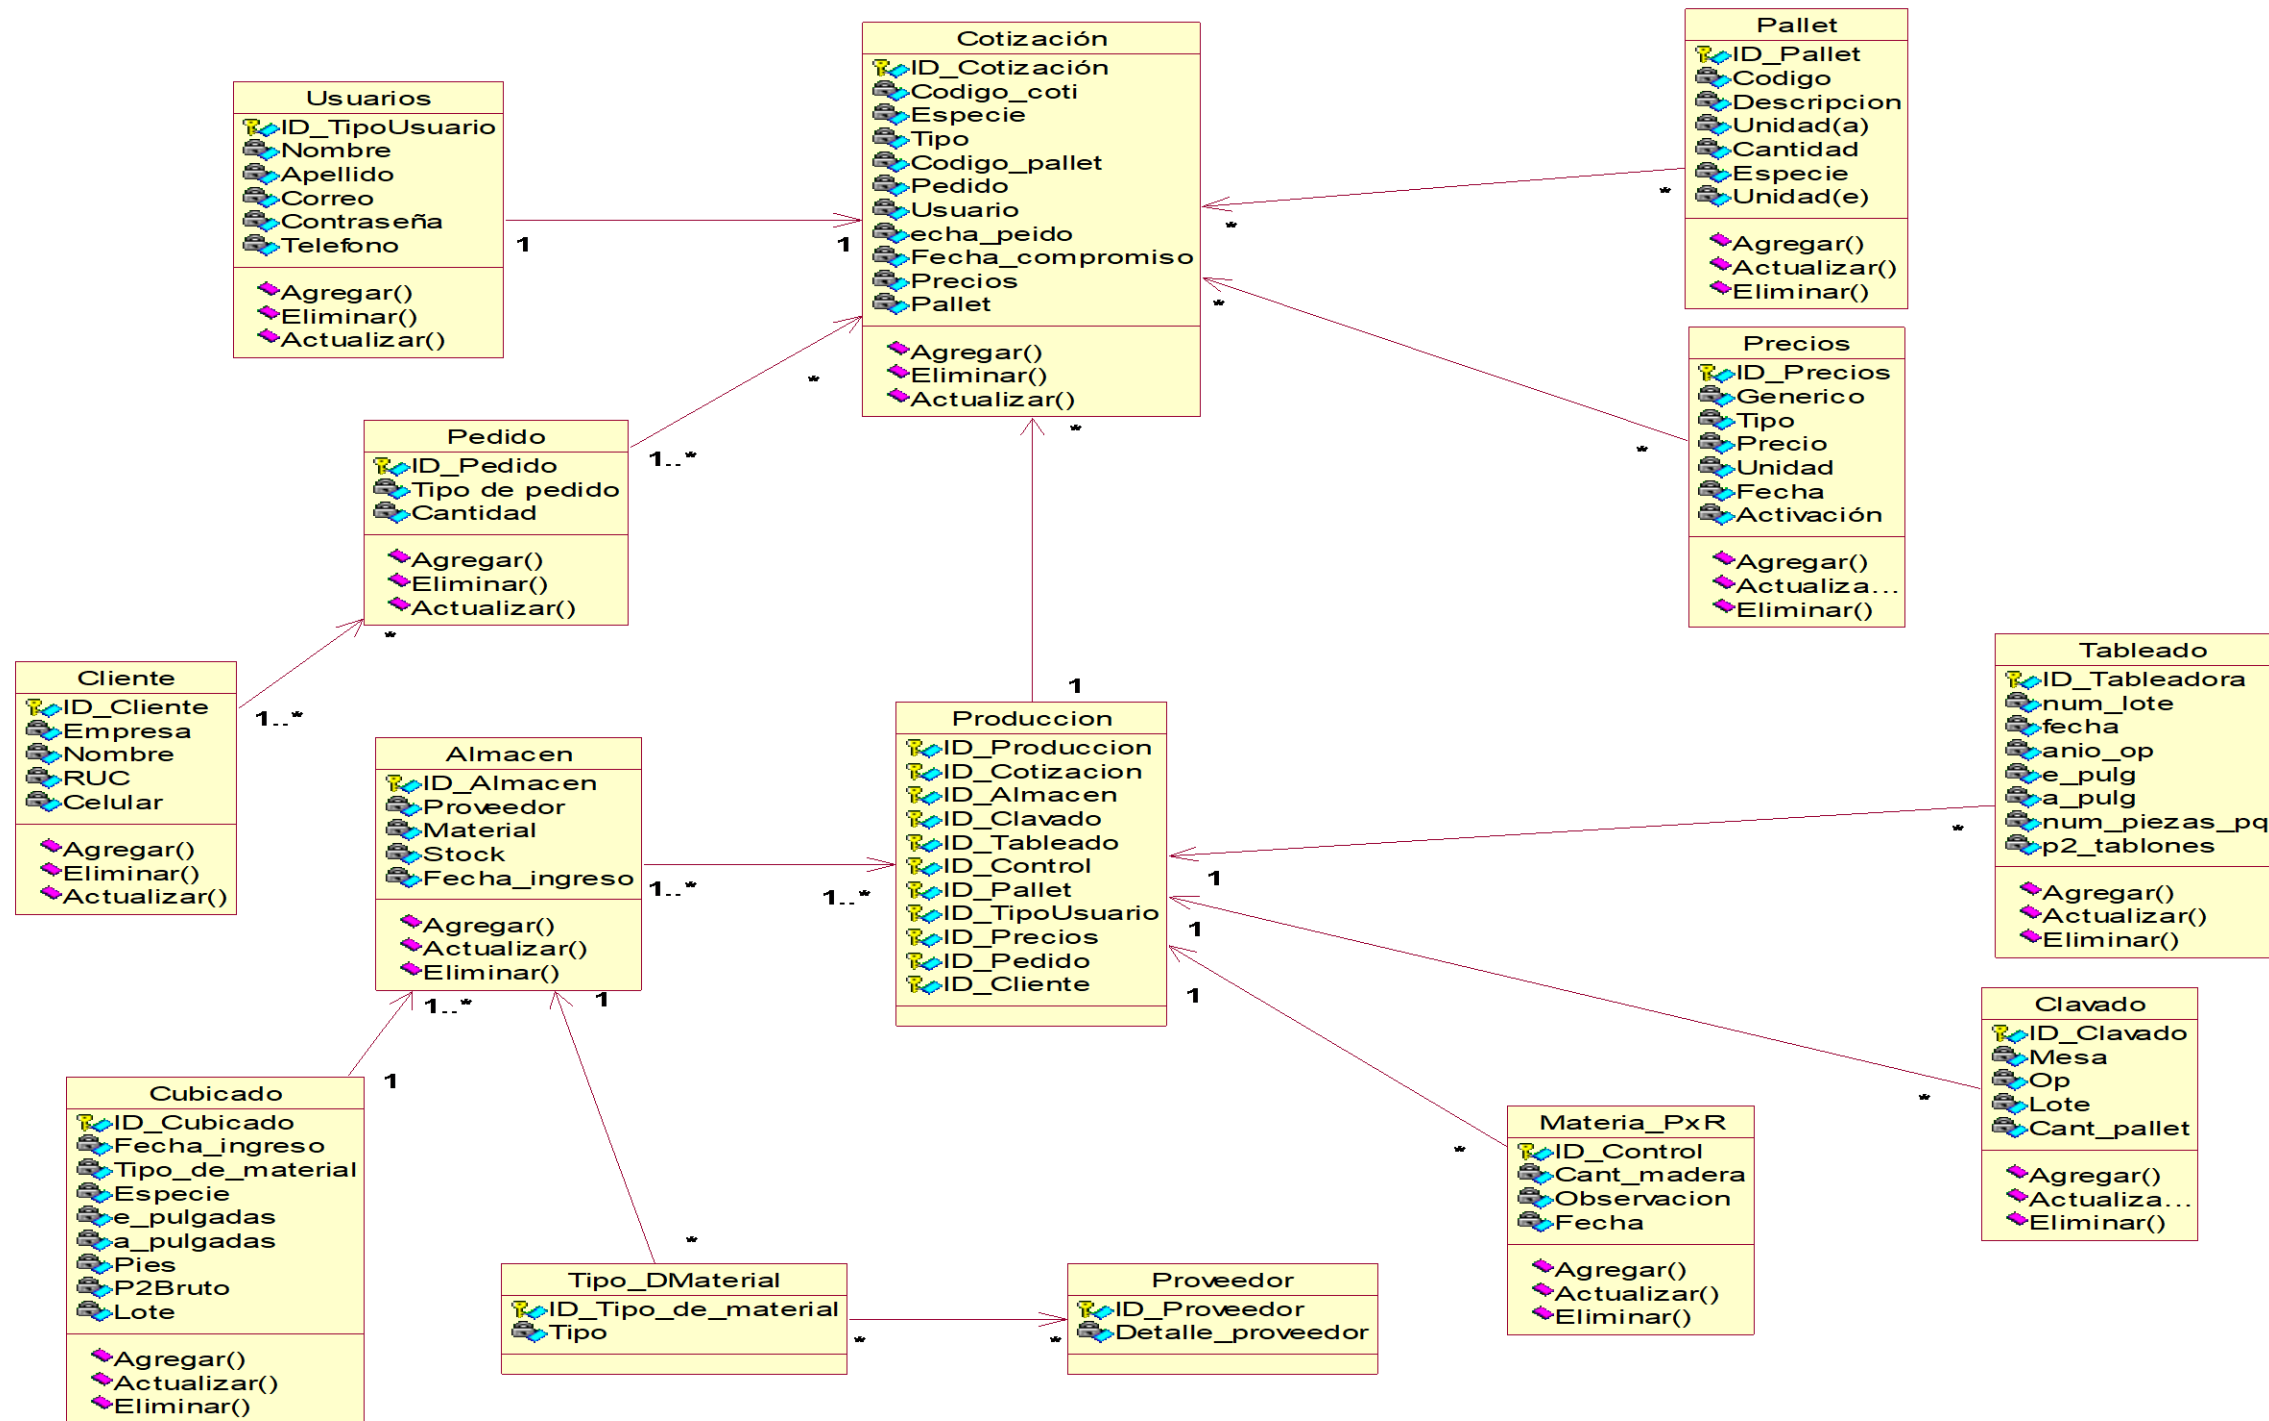 Usuarios
ID_TipoUsuario
Nombre
Apellido
Correo
Contraseña
Telefono
Agregar()
Eliminar()
Actualizar()
1
1
Cotización
ID_Cotización
Codigo_coti
Especie
Tipo
Codigo_pallet
Pedido
Usuario
echa_peido
Fecha_compromiso
Precios
Pallet
Agregar()
Eliminar()
Actualizar()
*
*
*
*
Pallet
ID_Pallet
Codigo
Descripcion
Unidad(a)
Cantidad
Especie
Unidad(e)
Agregar()
Actualizar()
Eliminar()
*
Precios
ID_Precios
Generico
Tipo
Precio
Unidad
Fecha
Activación
Agregar()
Actualiza...
Eliminar()
*
Pedido
ID_Pedido
Tipo de pedido
Cantidad
Agregar()
Eliminar()
Actualizar()
1..*
*
Cliente
ID_Cliente
Empresa
Nombre
RUC
Celular
Agregar()
Eliminar()
Actualizar()
1..*
Almacen
ID_Almacen
Proveedor
Material
Stock
Fecha_ingreso
Agregar()
Actualizar()
Eliminar()
1..*
1..*
1..*
1
1
Produccion
ID_Produccion
ID_Cotizacion
ID_Almacen
ID_Clavado
ID_Tableado
ID_Control
ID_Pallet
ID_TipoUsuario
ID_Precios
ID_Pedido
ID_Cliente
1
1
1
Tableado
ID_Tableadora
num_lote
fecha
anio_op
e_pulg
a_pulg
num_piezas_pq
p2_tablones
Agregar()
Actualizar()
Eliminar()
*
Clavado
ID_Clavado
Mesa
Op
Lote
Cant_pallet
Agregar()
Actualiza...
Eliminar()
*
Cubicado
ID_Cubicado
Fecha_ingreso
Tipo_de_material
Especie
e_pulgadas
a_pulgadas
Pies
P2Bruto
Lote
Agregar()
Actualizar()
Eliminar()
1
Tipo_DMaterial
ID_Tipo_de_material
Tipo
*
*
*
Proveedor
ID_Proveedor
Detalle_proveedor
Materia_PxR
ID_Control
Cant_madera
Observacion
Fecha
Agregar()
Actualizar()
Eliminar()
*